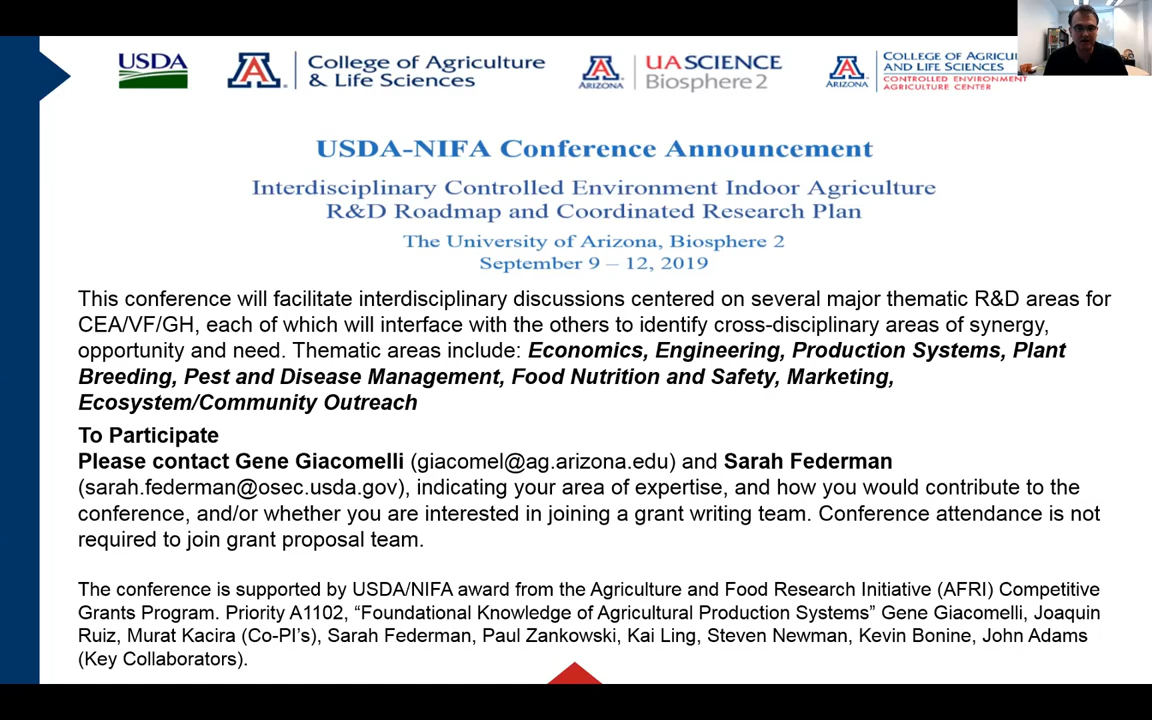 USDA
A
College of Agriculture
& Life Sciences
A
ARIZONA
UASCIENCE
Biosphere 2
A
ARIZONA
COLLEGE OF AGRICU
AND LIFE SCIENCES
CONTROLLED ENVIRONMENT
AGRICULTURE CENTER
USDA-NIFA Conference Announcement
Interdisciplinary Controlled Environment Indoor Agriculture
R&D Roadmap and Coordinated Research Plan
The University of Arizona, Biosphere 2
September 9 – 12, 2019
This conference will facilitate interdisciplinary discussions centered on several major thematic R&D areas for
CEA/VF/GH, each of which will interface with the others to identify cross-disciplinary areas of synergy,
opportunity and need. Thematic areas include: Economics, Engineering, Production Systems, Plant
Breeding, Pest and Disease Management, Food Nutrition and Safety, Marketing,
Ecosystem/Community Outreach
To Participate
Please contact Gene Giacomelli (giacomel@ag.arizona.edu) and Sarah Federman
(sarah.federman@osec.usda.gov), indicating your area of expertise, and how you would contribute to the
conference, and/or whether you are interested in joining a grant writing team. Conference attendance is not
required to join grant proposal team.
The conference is supported by USDA/NIFA award from the Agriculture and Food Research Initiative (AFRI) Competitive
Grants Program. Priority A1102, “Foundational Knowledge of Agricultural Production Systems” Gene Giacomelli, Joaquin
Ruiz, Murat Kacira (Co-PI’s), Sarah Federman, Paul Zankowski, Kai Ling, Steven Newman, Kevin Bonine, John Adams
(Key Collaborators).